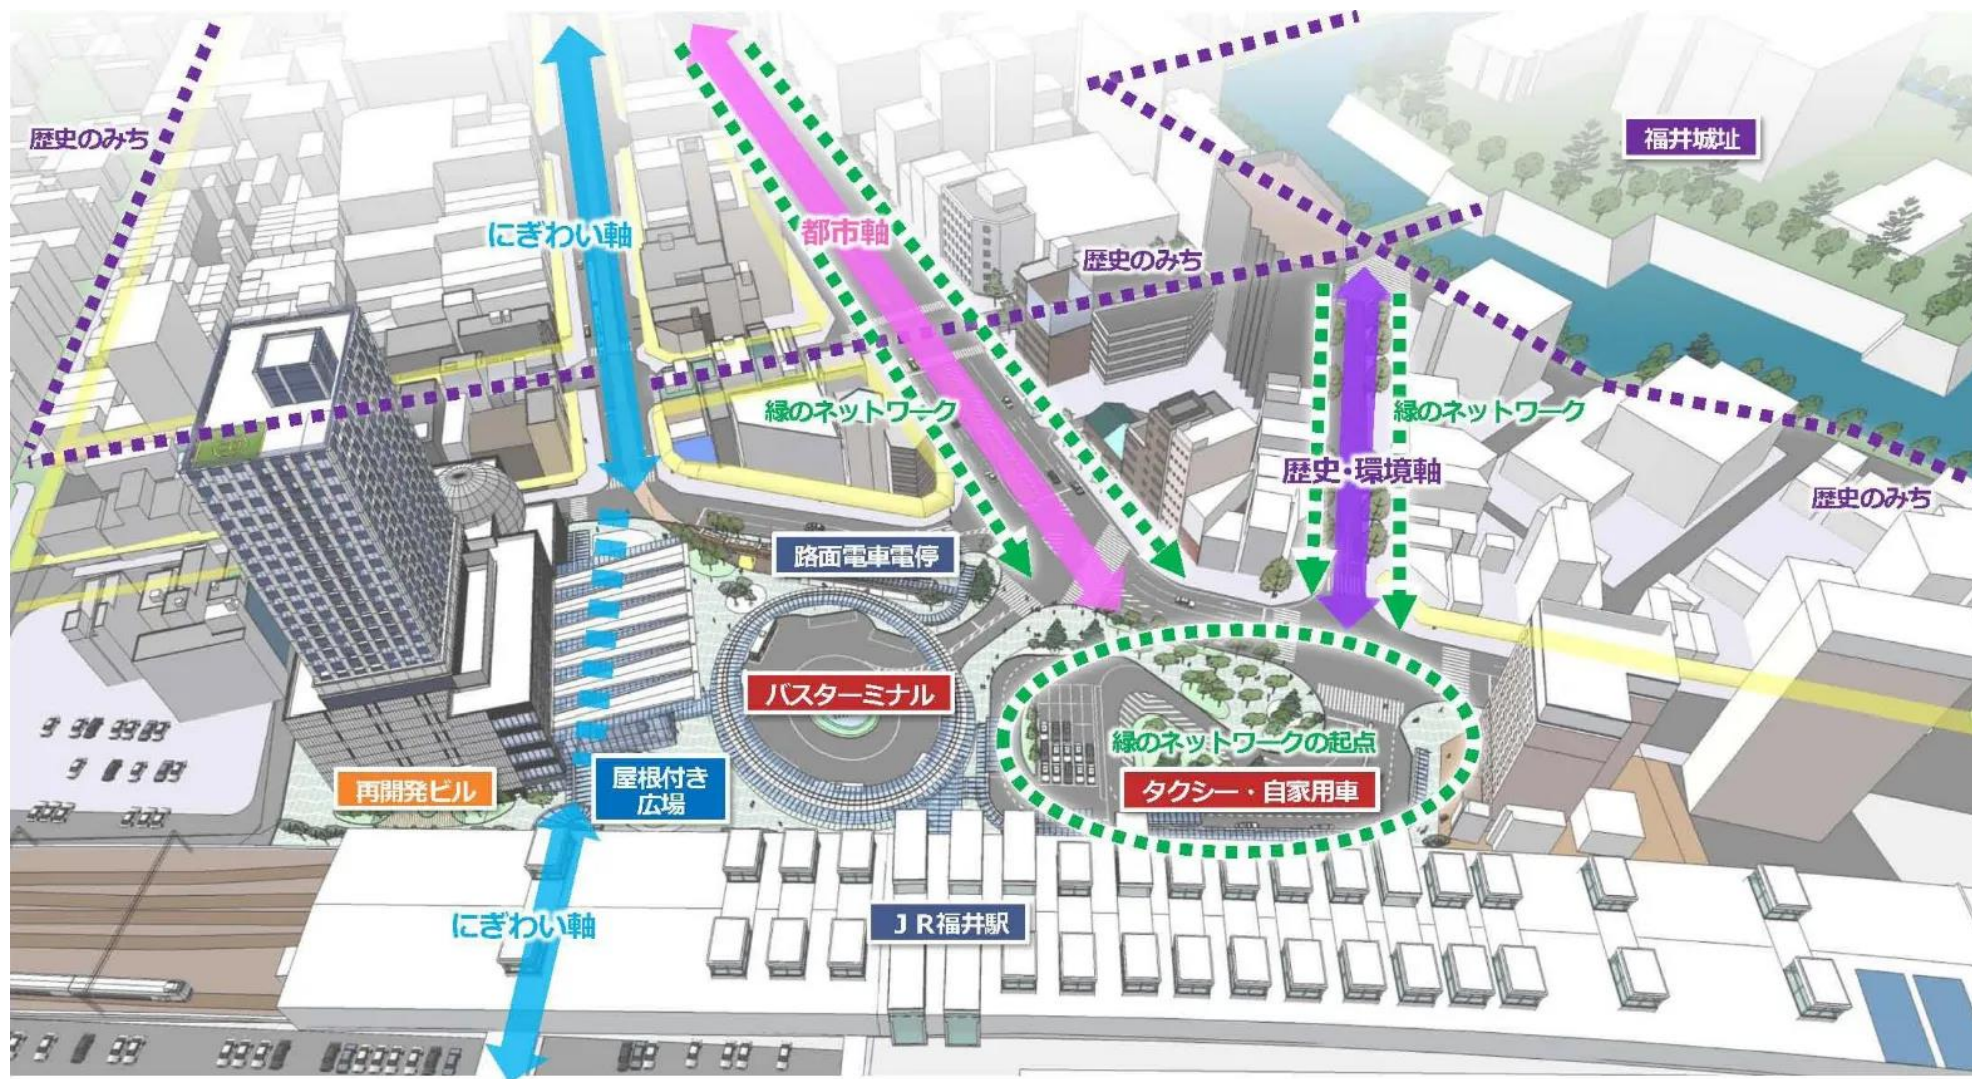 歴史のみち
福井城址
にぎわい軸
都市軸
歴史のみち
緑のネットワーク
緑のネットワーク
歴史・環境軸
歴史のみち
路面電車電停
バスターミナル
緑のネットワークの起点
再開発ビル
屋根付き
広場
タクシー・自家用車
にぎわい軸
ＪＲ福井駅